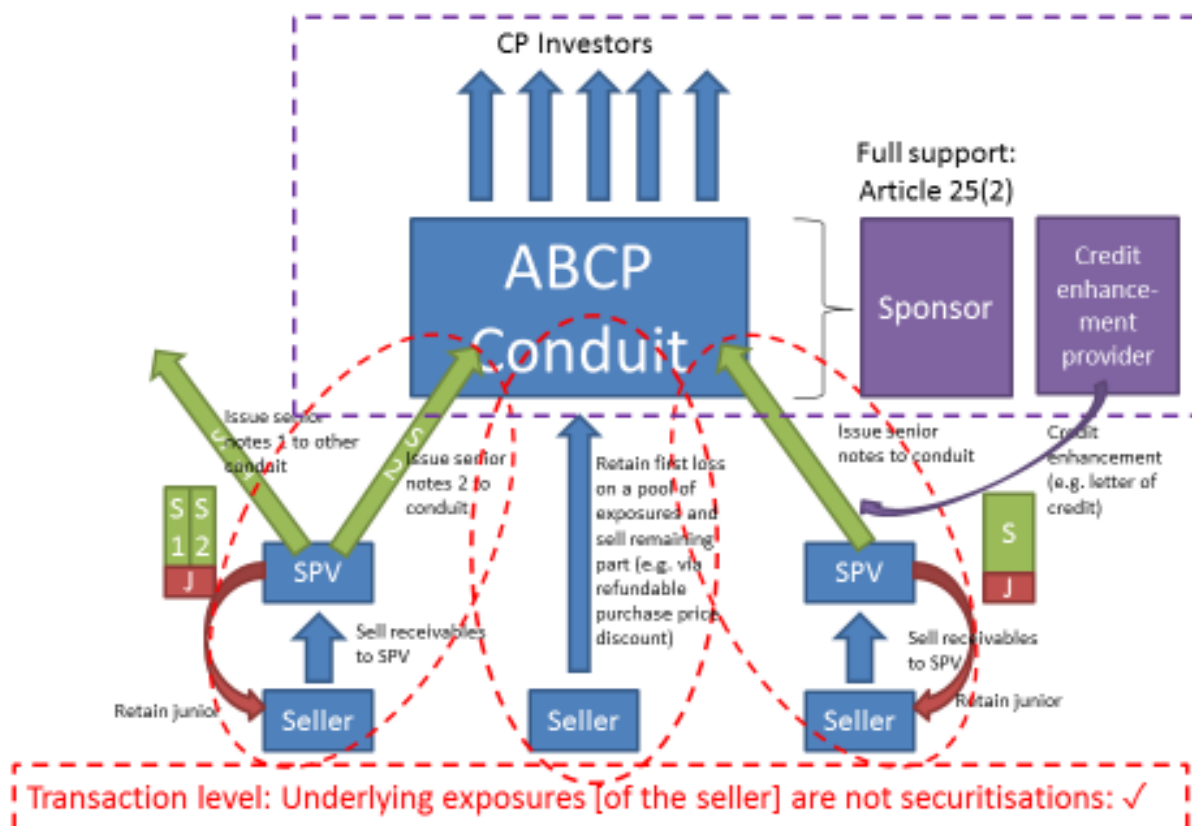 CP Investors
Full support:
Article 25(2)
ABCP
Conduit
Sponsor
Credit
enhance-
ment
provider
Issue senior
notes 1 to other
conduit
S 2
Issue senior
notes 2 to
conduit
Retain first loss
on a pool of
exposures and
sell remaining
part (e.g. via
refundable
purchase price
discount)
Issue senior
notes to conduit
Credit
enhancement
(e.g. letter of
credit)
S S
1 2
J
SPV
SPV
S
J
Sell receivables
to SPV
Sell receivables
to SPV
Retain junior
Seller
Seller
Seller
Retain junior
Transaction level: Underlying exposures [of the seller] are not securitisations: √